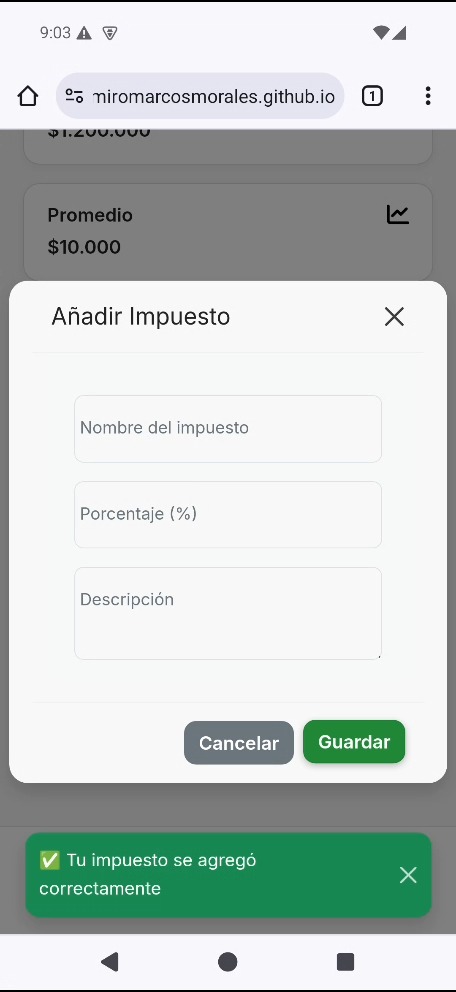 9:03
miromarcosmorales.github.io
1
$1.200.000
Promedio
$10.000
Añadir Impuesto
Nombre del impuesto
Porcentaje (%)
Descripción
Cancelar
Guardar
✅ Tu impuesto se agregó
correctamente